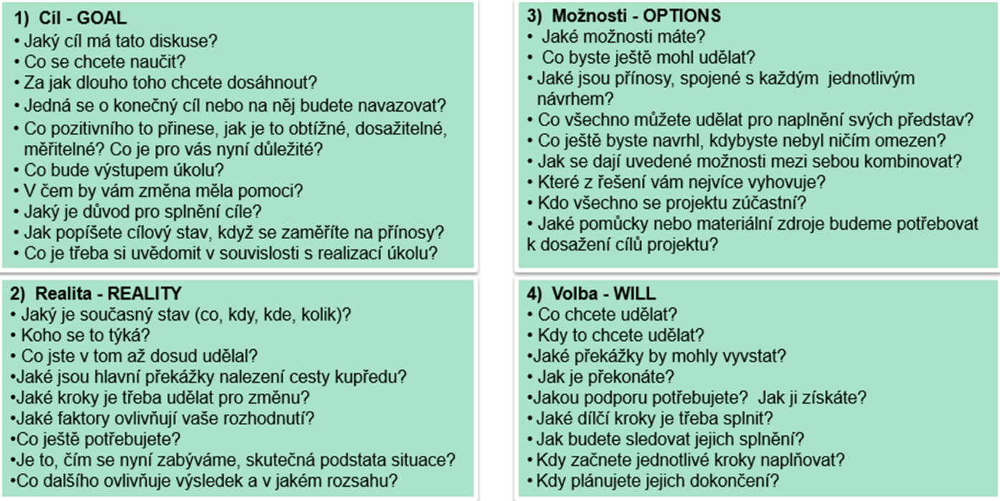 1) Cíl - GOAL
• Jaký cíl má tato diskuse?
• Co se chcete naučit?
• Za jak dlouho toho chcete dosáhnout?
• Jedná se o konečný cíl nebo na něj budete navazovat?
• Co pozitivního to přinese, jak je to obtížné, dosažitelné,
měřitelné? Co je pro vás nyní důležité?
• Co bude výstupem úkolu?
• V čem by vám změna měla pomoci?
• Jaký je důvod pro splnění cíle?
• Jak popíšete cílový stav, když se zaměříte na přínosy?
• Co je třeba si uvědomit v souvislosti s realizací úkolu?
2) Realita - REALITY
• Jaký je současný stav (co, kdy, kde, kolik)?
• Koho se to týká?
• Co jste v tom až dosud udělal?
•Jaké jsou hlavní překážky nalezení cesty kupředu?
•Jaké kroky je třeba udělat pro změnu?
•Jaké faktory ovlivňují vaše rozhodnutí?
•Co ještě potřebujete?
•Je to, čím se nyní zabýváme, skutečná podstata situace?
•Co dalšího ovlivňuje výsledek a v jakém rozsahu?
3) Možnosti - OPTIONS
• Jaké možnosti máte?
• Co byste ještě mohl udělat?
• Jaké jsou přínosy, spojené s každým jednotlivým
návrhem?
• Co všechno můžete udělat pro naplnění svých představ?
• Co ještě byste navrhl, kdybyste nebyl ničím omezen?
• Jak se dají uvedené možnosti mezi sebou kombinovat?
• Které z řešení vám nejvíce vyhovuje?
• Kdo všechno se projektu zúčastní?
• Jaké pomůcky nebo materiální zdroje budeme potřebovat
k dosažení cílů projektu?
4) Volba - WILL
• Co chcete udělat?
• Kdy to chcete udělat?
•Jaké překážky by mohly vyvstat?
• Jak je překonáte?
•Jakou podporu potřebujete? Jak ji získáte?
• Jaké dílčí kroky je třeba splnit?
• Jak budete sledovat jejich splnění?
• Kdy začnete jednotlivé kroky naplňovat?
• Kdy plánujete jejich dokončení?